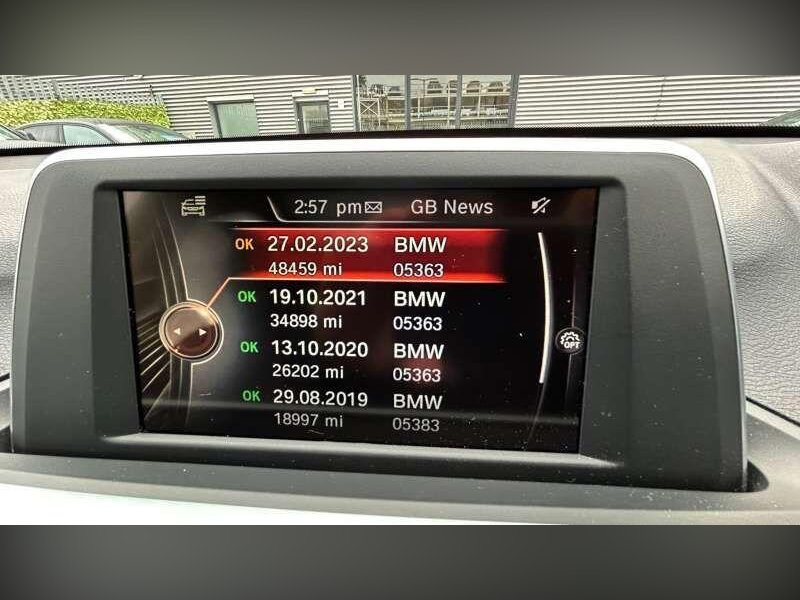 2:57 pm GB News
OK 27.02.2023 BMW
48459 mi 05363
OK 19.10.2021 BMW
34898 mi 05363
OK 13.10.2020 BMW
26202 mi 05363
OK 29.08.2019 BMW
18997 mi 05383
OPT